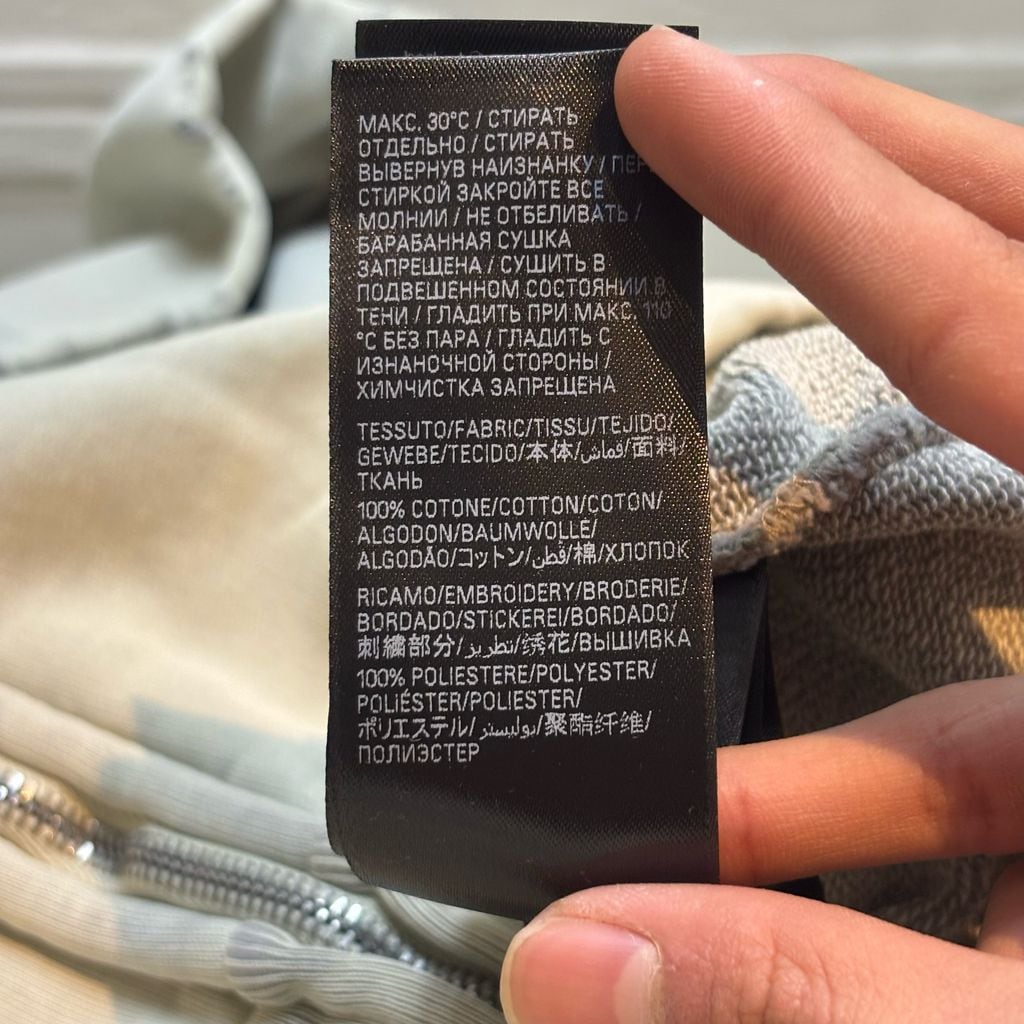 МАКС. 30°C / СТИРАТЬ
ОТДЕЛЬНО / СТИРАТЬ
ВЫВЕРНУВ НАИЗНАНКУ /
СТИРКОЙ ЗАКРОЙТЕ ВСЕ
МОЛНИИ / НЕ ОТБЕЛИВАТЬ /
БАРАБАННАЯ СУШКА
ЗАПРЕЩЕНА / СУШИТЬ В
ПОДВЕШЕННОМ СОСТОЯНИИ В
ТЕНИ / ГЛАДИТЬ ПРИ МАКС. 110
°C БЕЗ ПАРА / ГЛАДИТЬ С
ИЗНАНОЧНОЙ СТОРОНЫ /
ХИМЧИСТКА ЗАПРЕЩЕНА
TESSUTO/FABRIC/TISSU/TEJIDO/
GEWEBE/TECIDO/本体/قماش/面料/
ТКАНЬ
100% COTONE/COTTON/COTON/
ALGODON/BAUMWOLLE/
ALGODÃO/コットン/قطن/棉/ХЛОПОК
RICAMO/EMBROIDERY/BRODERIE/
BORDADO/STICKEREI/BORDADO/
刺繍部分/تطريز/绣花/ВЫШИВКА
100% POLIESTERE/POLYESTER/
POLIÉSTER/POLIESTER/
ポリエステル/بوليستر/聚酯纤维/
ПОЛИЭСТЕР